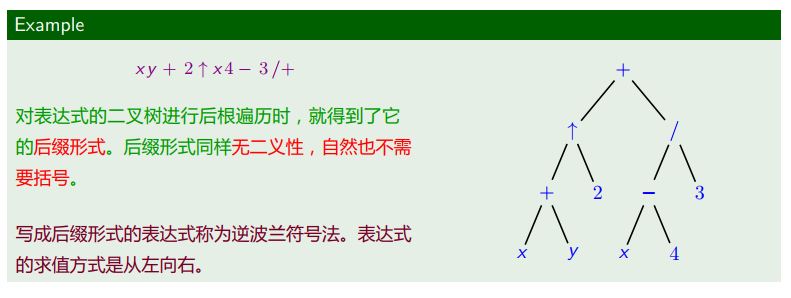 Example
x y + 2 ↑ x 4 − 3 / +
对表达式的二叉树进行后根遍历时，就得到了它
的后缀形式。后缀形式同样无二义性，自然也不需
要括号。
写成后缀形式的表达式称为逆波兰符号法。表达式
的求值方式是从左向右。
+
↑ /
+ 2 − 3
x y x 4